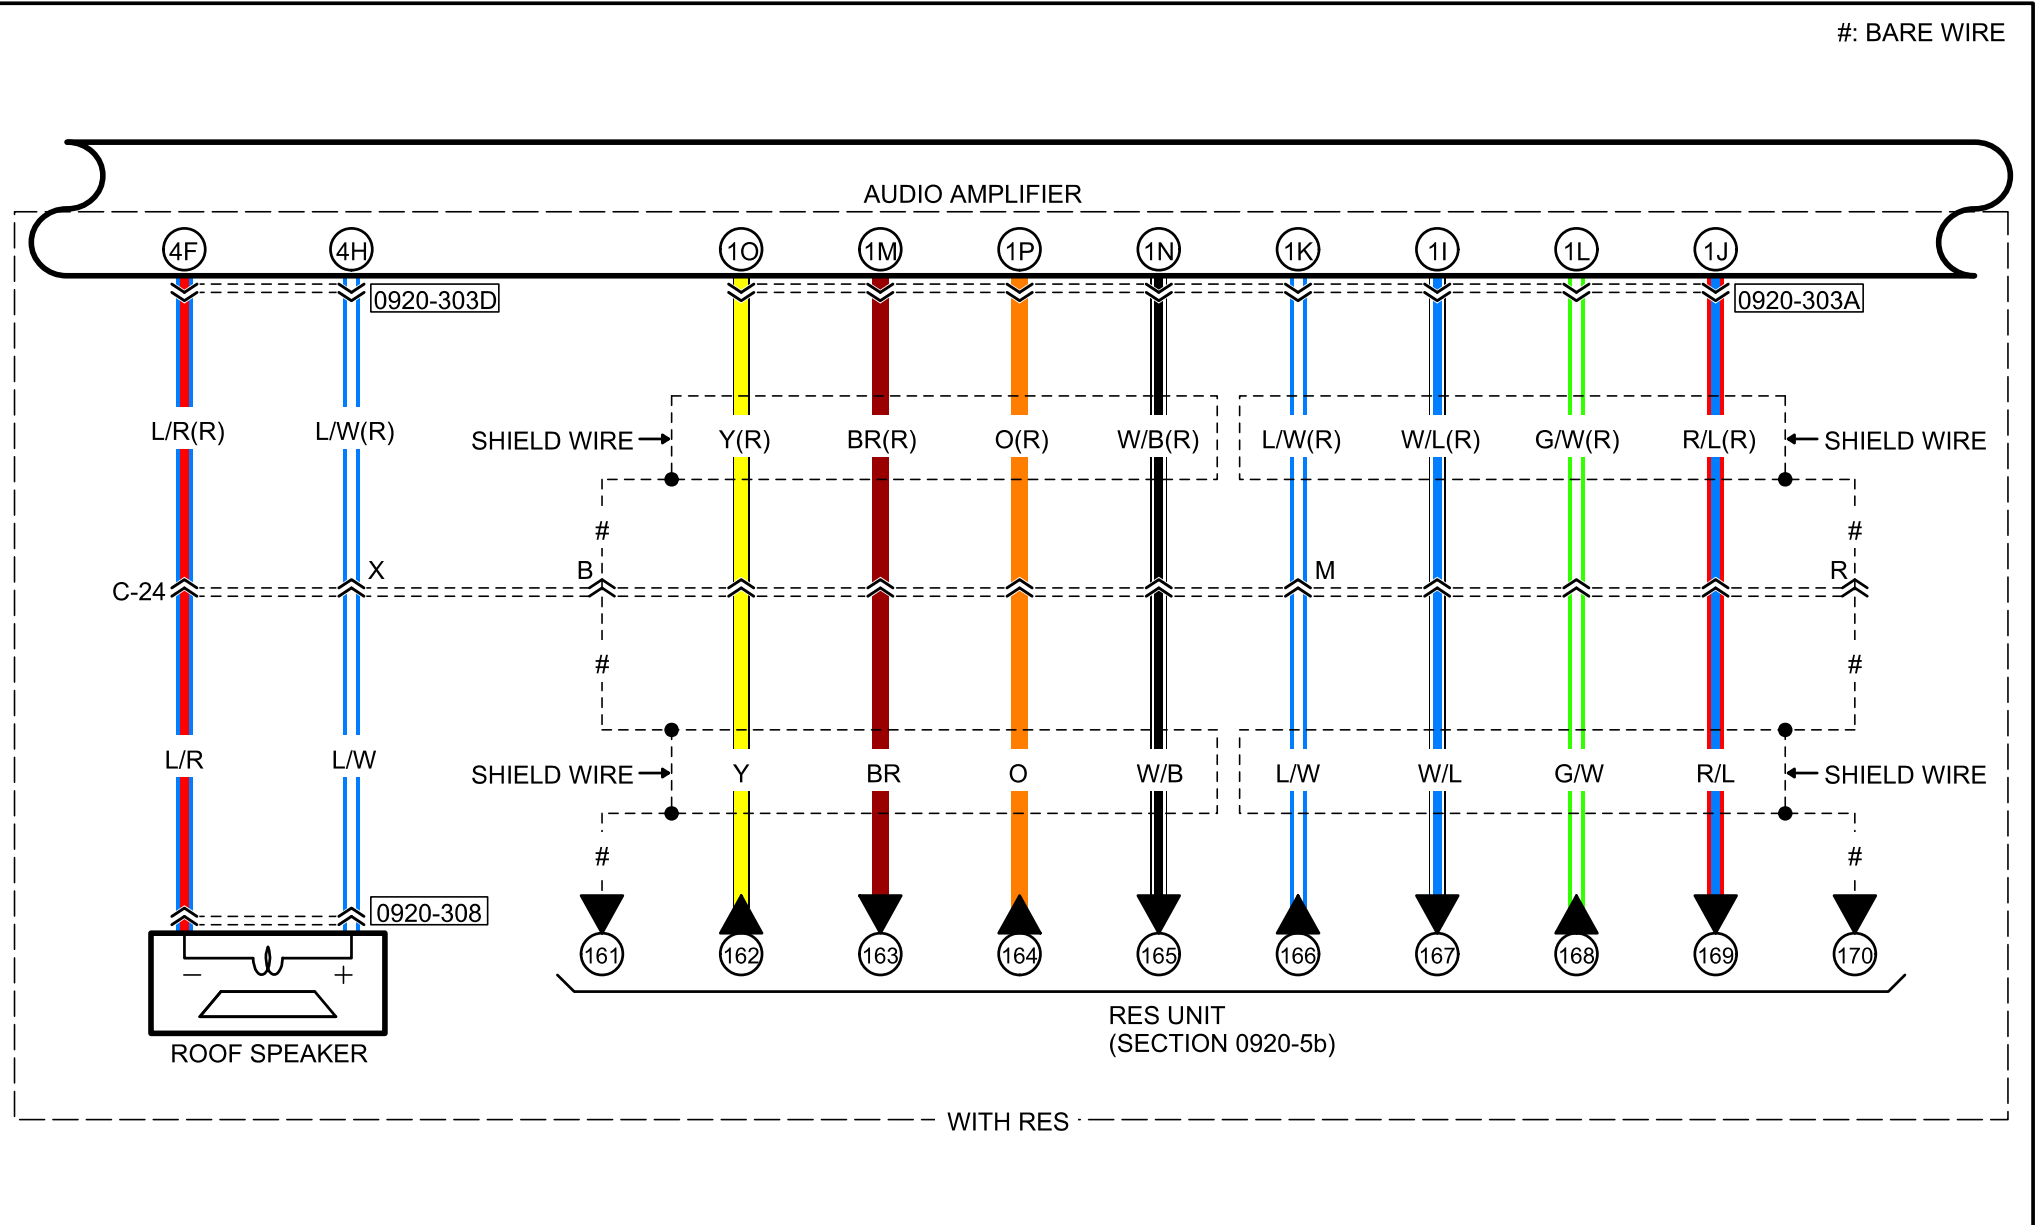 #: BARE WIRE
AUDIO AMPLIFIER
4F 4H 1O 1M 1P 1N 1K 1I 1L 1J
0920-303D 0920-303A
L/R(R) L/W(R)
SHIELD WIRE Y(R) BR(R) O(R) W/B(R) L/W(R) W/L(R) G/W(R) R/L(R) SHIELD WIRE
# #
X B M R
C-24
# #
L/R L/W
SHIELD WIRE Y BR O W/B L/W W/L G/W R/L SHIELD WIRE
# #
0920-308
161 162 163 164 165 166 167 168 169 170
− +
RES UNIT
(SECTION 0920-5b)
ROOF SPEAKER
WITH RES